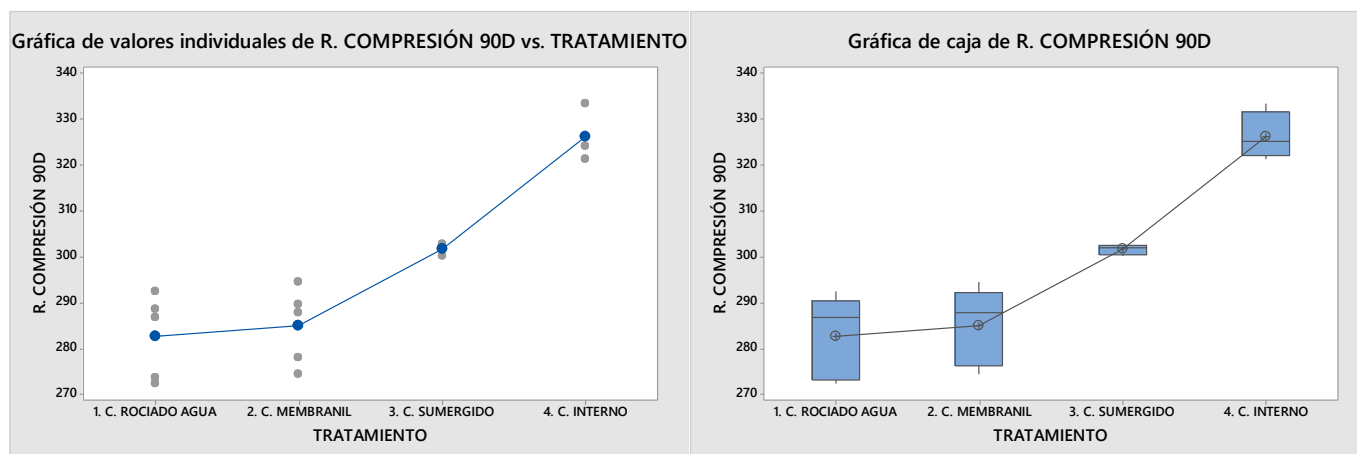 Gráfica de valores individuales de R. COMPRESIÓN 90D vs. TRATAMIENTO
340
330
320
310
300
290
280
270
R. COMPRESIÓN 90D
1. C. ROCIADO AGUA
2. C. MEMBRANIL
3. C. SUMERGIDO
4. C. INTERNO
TRATAMIENTO
Gráfica de caja de R. COMPRESIÓN 90D
340
330
320
310
300
290
280
270
R. COMPRESIÓN 90D
1. C. ROCIADO AGUA
2. C. MEMBRANIL
3. C. SUMERGIDO
4. C. INTERNO
TRATAMIENTO